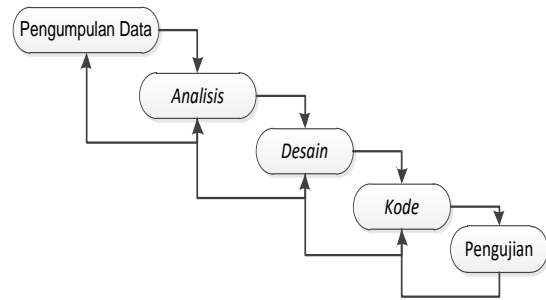 Pengumpulan Data
Analisis
Desain
Kode
Pengujian